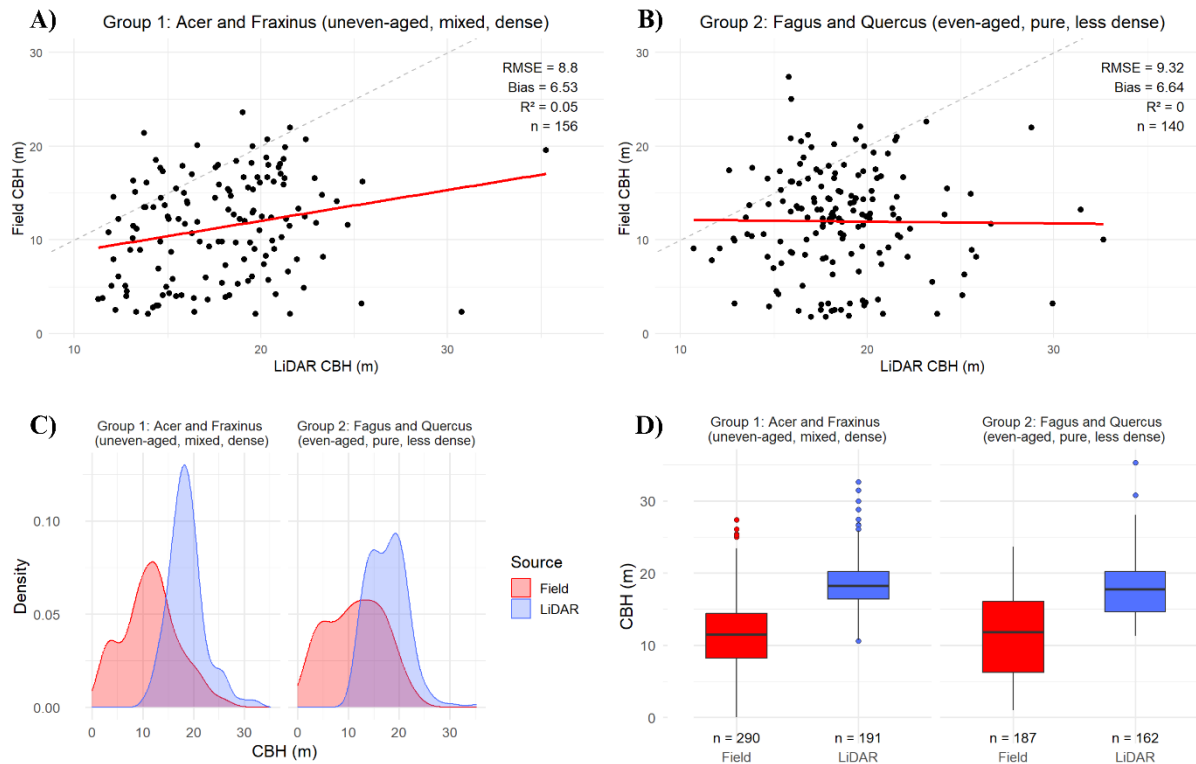 A)
Group 1: Acer and Fraxinus (uneven-aged, mixed, dense)
RMSE = 8.8
Bias = 6.53
R² = 0.05
n = 156
Field CBH (m)
30
20
10
0
10
20
30
LiDAR CBH (m)
B)
Group 2: Fagus and Quercus (even-aged, pure, less dense)
RMSE = 9.32
Bias = 6.64
R² = 0
n = 140
Field CBH (m)
30
20
10
0
10
20
30
LiDAR CBH (m)
C)
Group 1: Acer and Fraxinus
(uneven-aged, mixed, dense)
Group 2: Fagus and Quercus
(even-aged, pure, less dense)
Density
0.10
0.05
0.00
0
10
20
30
0
10
20
30
CBH (m)
Source
Field
LiDAR
D)
Group 1: Acer and Fraxinus
(uneven-aged, mixed, dense)
Group 2: Fagus and Quercus
(even-aged, pure, less dense)
CBH (m)
30
20
10
0
n = 290
n = 191
n = 187
n = 162
Field
LiDAR
Field
LiDAR